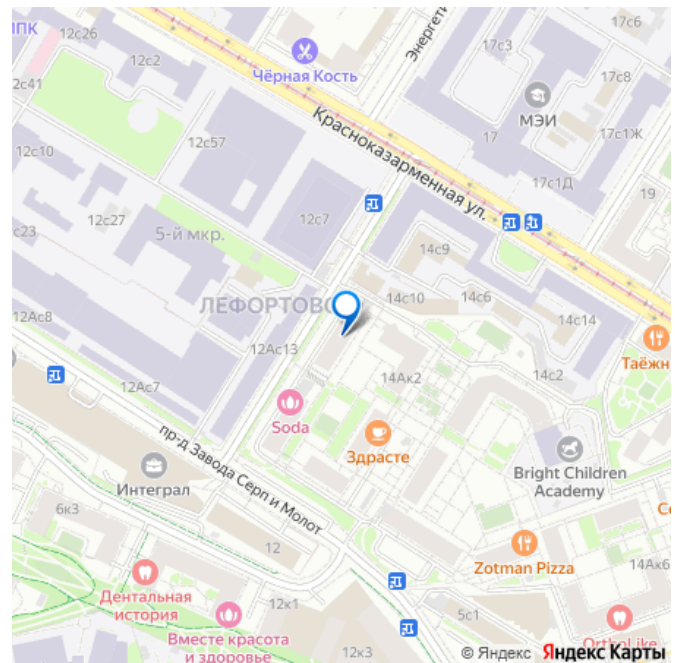 ПК
12с26
12с2
Энергети
17с6
17с3
Чёрная Кость
17с8
2с41
МЭИ
12с57
Красноказарменная ул.
17
17с1Ж
12с10
17с1Д
19
12с27
12с7
с23
5-й мкр.
14с9
ЛЕФОРТОВО
14с10
14с6
12Ас8
14с14
12Ас13
Таёжн
12Ас7
14Ак2
14с2
Soda
Здрасте
пр-д Завода Серп и Молот
Bright Children
Academy
Интеграл
6к3
12
Zotman Pizza
14Ак6
Дентальная
история
5с1
12к1
Вместе красота
и здоровье
12к3
OrthoLike
© Яндекс Яндекс Карты